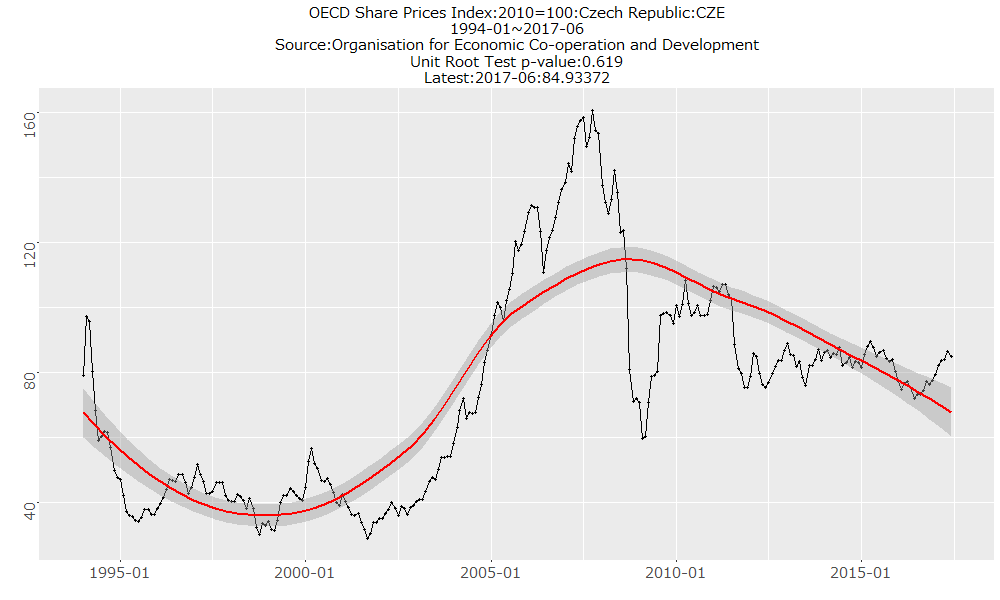 OECD Share Prices Index:2010=100:Czech Republic:CZE
1994-01~2017-06
Source:Organisation for Economic Co-operation and Development
Unit Root Test p-value:0.619
Latest:2017-06:84.93372
160
120
80
40
1995-01
2000-01
2005-01
2010-01
2015-01